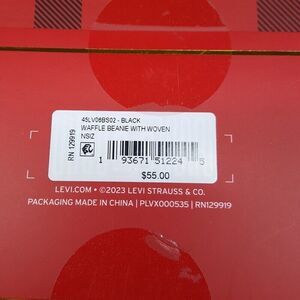 45LV06BS02 - BLACK
WAFFLE BEANIE WITH WOVEN
NSIZ
RN 129919
1 93671 51224 5
$55.00
LEVI.COM • ©2023 LEVI STRAUSS & CO.
PACKAGING MADE IN CHINA | PLVX000535 | RN129919